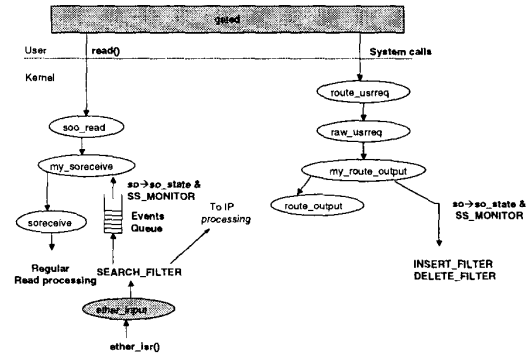 gated
User
read()
System calls
Kernel
route_usrreq
soo_read
raw_usrreq
my_soreceive
my_route_output
so→so_state &
SS_MONITOR
soreceive
Events
Queue
To IP
processing
route_output
so→so_state &
SS_MONITOR
Regular
Read processing
SEARCH_FILTER
INSERT_FILTER
DELETE_FILTER
ether_input
ether_isr()